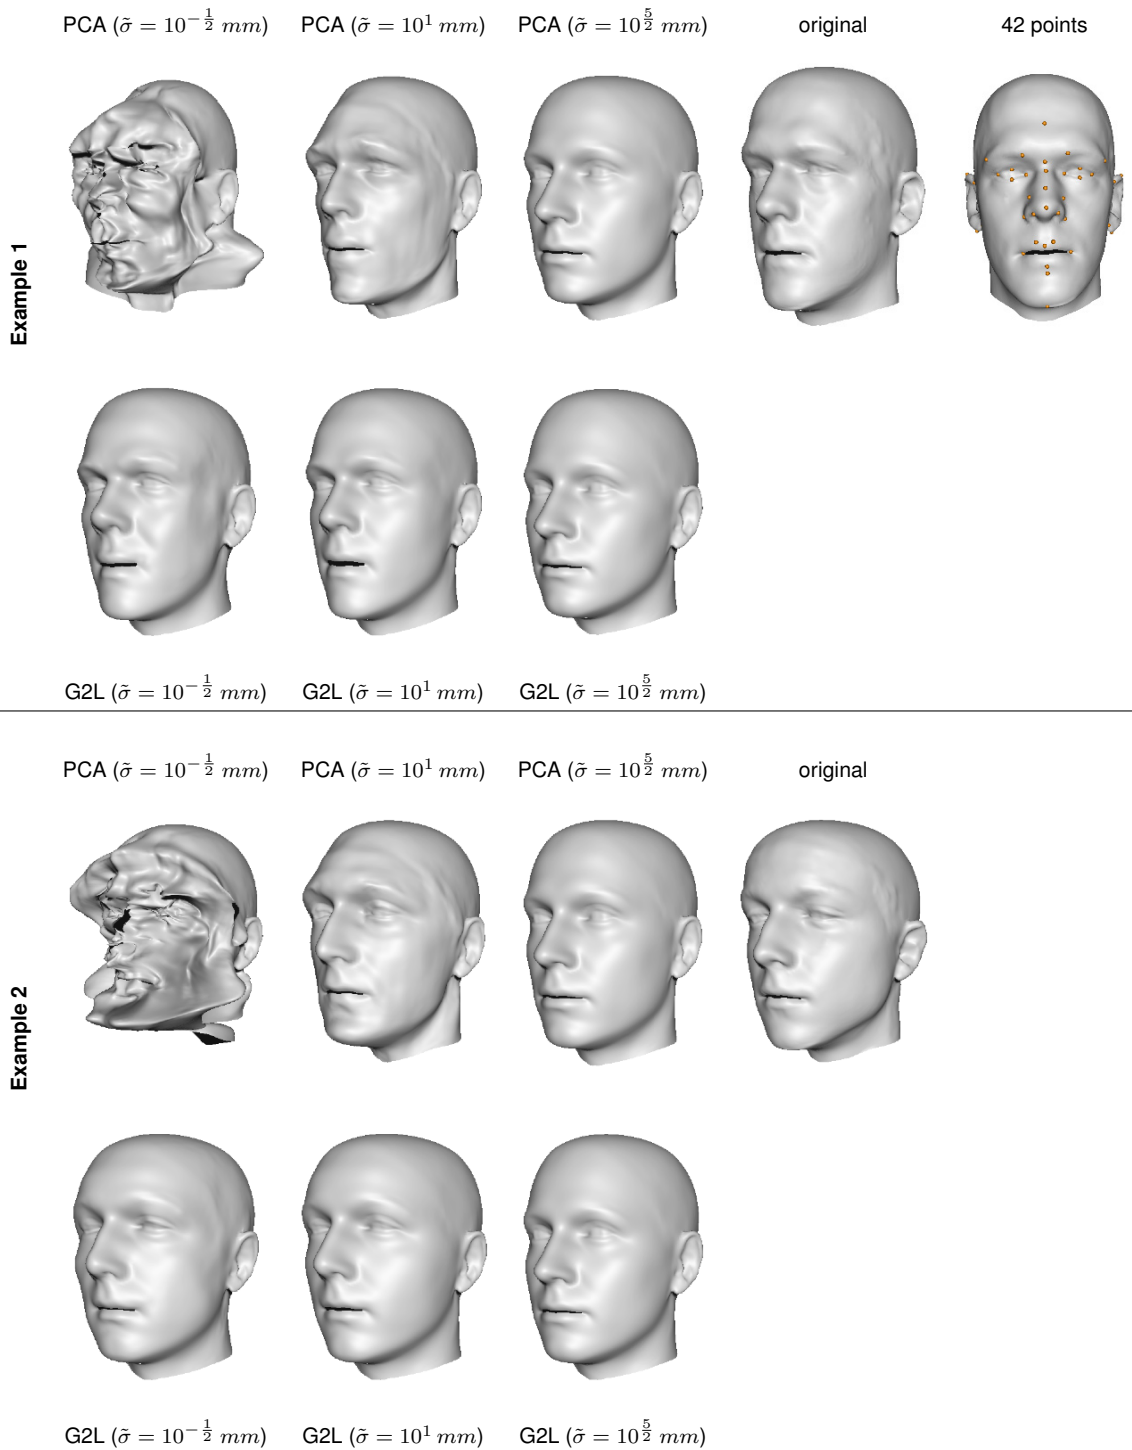 PCA (σ̃ = 10^{-1/2} mm) PCA (σ̃ = 10^1 mm) PCA (σ̃ = 10^{5/2} mm) original 42 points
Example 1
G2L (σ̃ = 10^{-1/2} mm) G2L (σ̃ = 10^1 mm) G2L (σ̃ = 10^{5/2} mm)
PCA (σ̃ = 10^{-1/2} mm) PCA (σ̃ = 10^1 mm) PCA (σ̃ = 10^{5/2} mm) original
Example 2
G2L (σ̃ = 10^{-1/2} mm) G2L (σ̃ = 10^1 mm) G2L (σ̃ = 10^{5/2} mm)